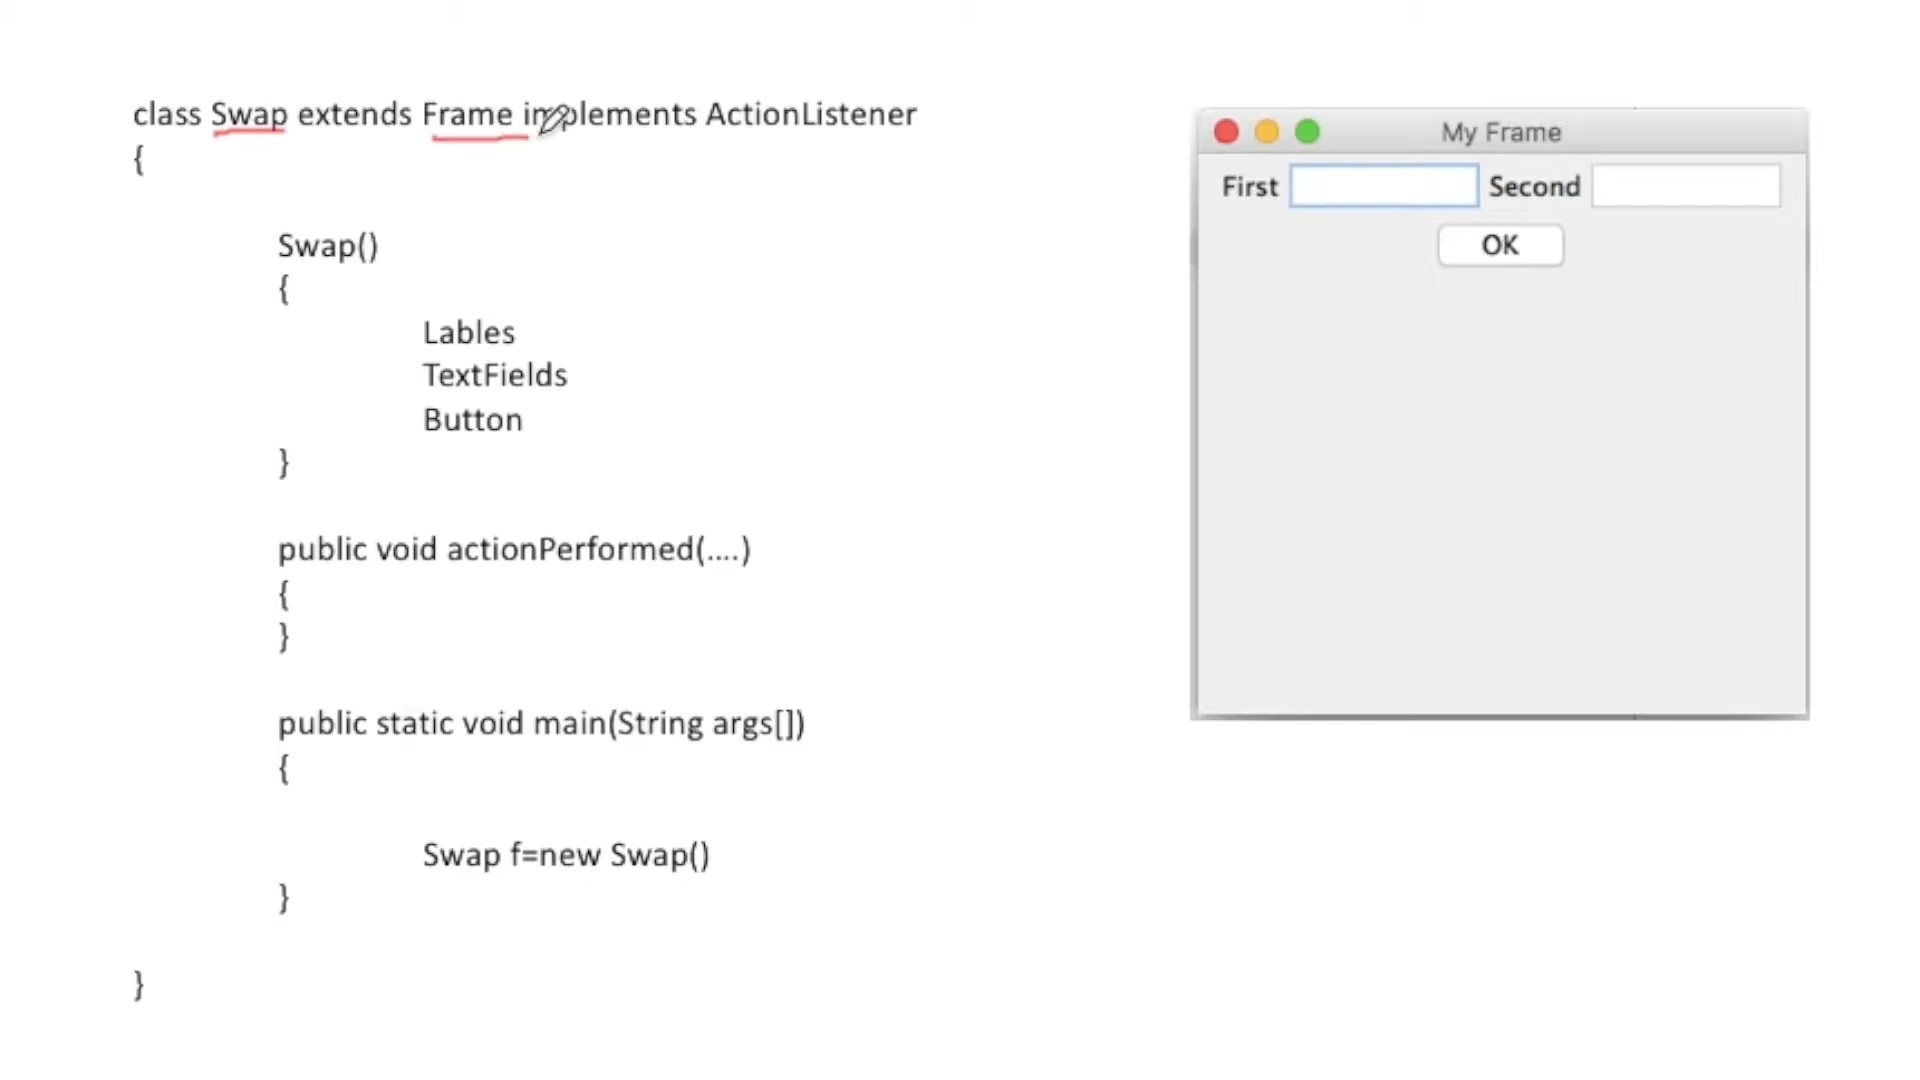 class Swap extends Frame implements ActionListener
{
Swap()
{
Lables
TextFields
Button
}
public void actionPerformed(....)
{
}
public static void main(String args[])
{
Swap f=new Swap()
}
}
My Frame
First Second
OK